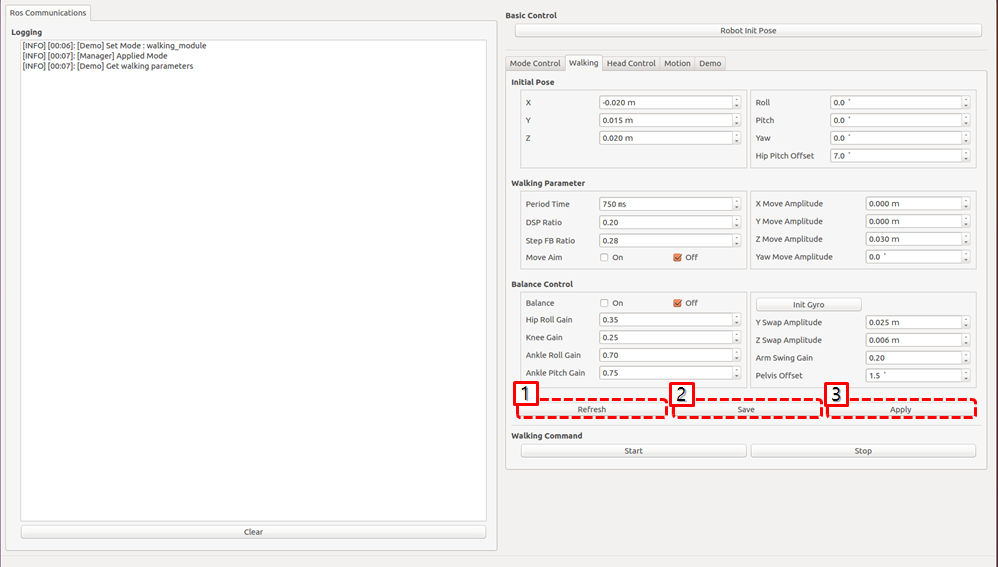 Ros Communications
Logging
[INFO] [00:06]: [Demo] Set Mode : walking_module
[INFO] [00:07]: [Manager] Applied Mode
[INFO] [00:07]: [Demo] Get walking parameters
Clear
Basic Control
Robot Init Pose
Mode Control Walking Head Control Motion Demo
Initial Pose
X -0.020 m
Y 0.015 m
Z 0.020 m
Roll 0.0 °
Pitch 0.0 °
Yaw 0.0 °
Hip Pitch Offset 7.0 °
Walking Parameter
Period Time 750 ms
DSP Ratio 0.20
Step FB Ratio 0.28
Move Aim On Off
X Move Amplitude 0.000 m
Y Move Amplitude 0.000 m
Z Move Amplitude 0.030 m
Yaw Move Amplitude 0.0 °
Balance Control
Balance On Off
Hip Roll Gain 0.35
Knee Gain 0.25
Ankle Roll Gain 0.70
Ankle Pitch Gain 0.75
Init Gyro
Y Swap Amplitude 0.025 m
Z Swap Amplitude 0.006 m
Arm Swing Gain 0.20
Pelvis Offset 1.5 °
1 2 3
Refresh Save Apply
Walking Command
Start Stop